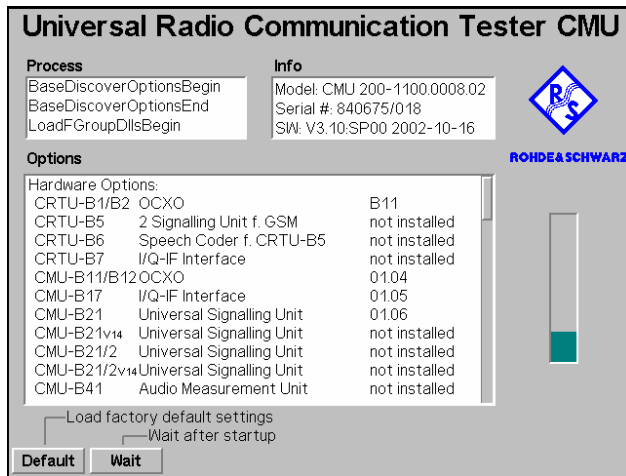 Universal Radio Communication Tester CMU
Process
BaseDiscoverOptionsBegin
BaseDiscoverOptionsEnd
LoadFGroupDllsBegin
Info
Model: CMU 200-1100.0008.02
Serial #: 840675/018
SW: V3.10:SP00 2002-10-16
R S
ROHDE&SCHWARZ
Options
Hardware Options:
CRTU-B1/B2 OCXO B11
CRTU-B5 2 Signalling Unit f. GSM not installed
CRTU-B6 Speech Coder f. CRTU-B5 not installed
CRTU-B7 I/Q-IF Interface not installed
CMU-B11/B12 OCXO 01.04
CMU-B17 I/Q-IF Interface 01.05
CMU-B21 Universal Signalling Unit 01.06
CMU-B21v14 Universal Signalling Unit not installed
CMU-B21/2 Universal Signalling Unit not installed
CMU-B21/2v14 Universal Signalling Unit not installed
CMU-B41 Audio Measurement Unit not installed
Load factory default settings
Wait after startup
Default Wait